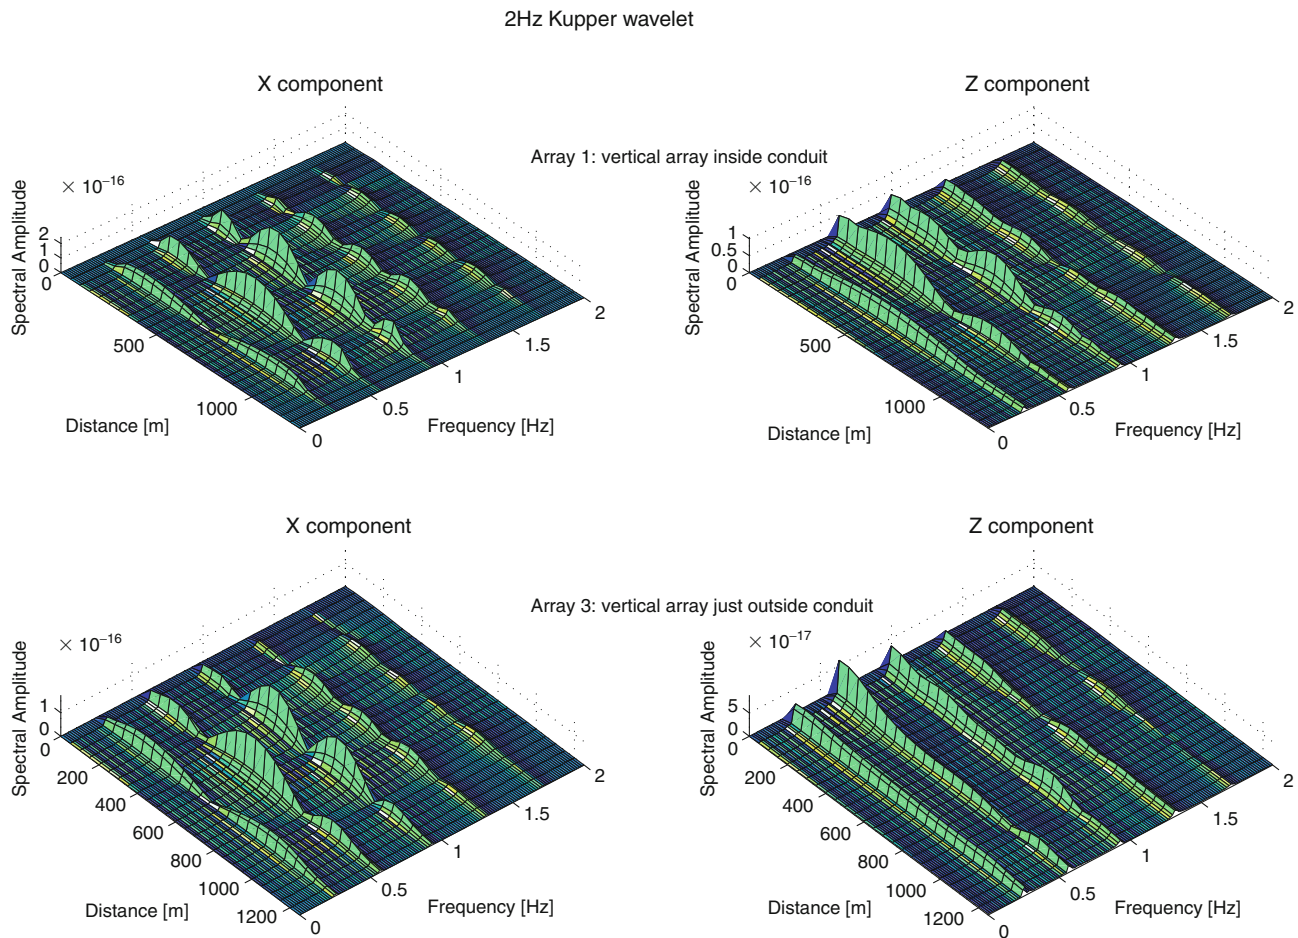 2Hz Kupper wavelet
X component
Z component
Array 1: vertical array inside conduit
× 10−16
Spectral Amplitude
2
1
0
0
500
1000
Distance [m]
0
0.5
1
1.5
2
Frequency [Hz]
× 10−16
Spectral Amplitude
1
0.5
0
0
500
1000
Distance [m]
0
0.5
1
1.5
2
Frequency [Hz]
X component
Z component
Array 3: vertical array just outside conduit
× 10−16
Spectral Amplitude
1
0
0
200
400
600
800
1000
1200
Distance [m]
0
0.5
1
1.5
2
Frequency [Hz]
× 10−17
Spectral Amplitude
5
0
0
200
400
600
800
1000
1200
Distance [m]
0
0.5
1
1.5
2
Frequency [Hz]